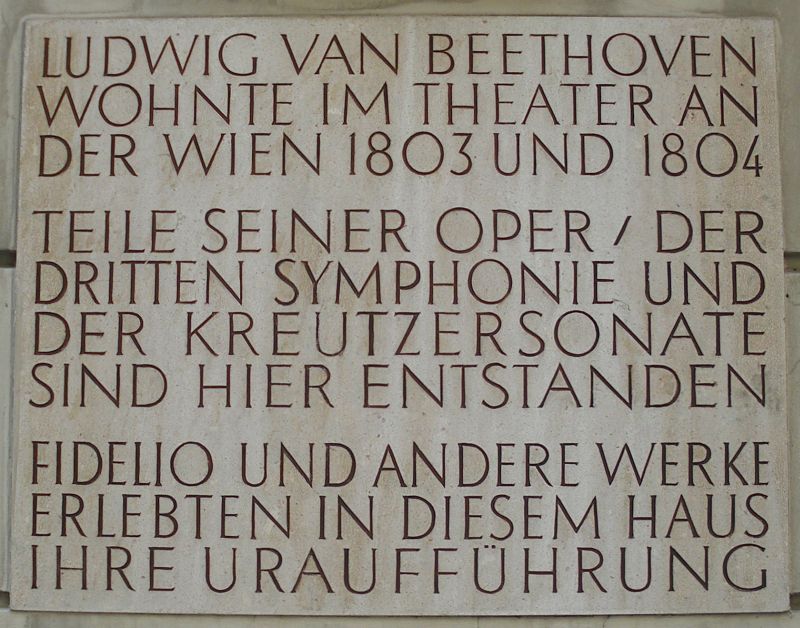 LUDWIG VAN BEETHOVEN
WOHNTE IM THEATER AN
DER WIEN 1803 UND 1804
TEILE SEINER OPER / DER
DRITTEN SYMPHONIE UND
DER KREUTZERSONATE
SIND HIER ENTSTANDEN
FIDELIO UND ANDERE WERKE
ERLEBTEN IN DIESEM HAUS
IHRE URAUFFÜHRUNG